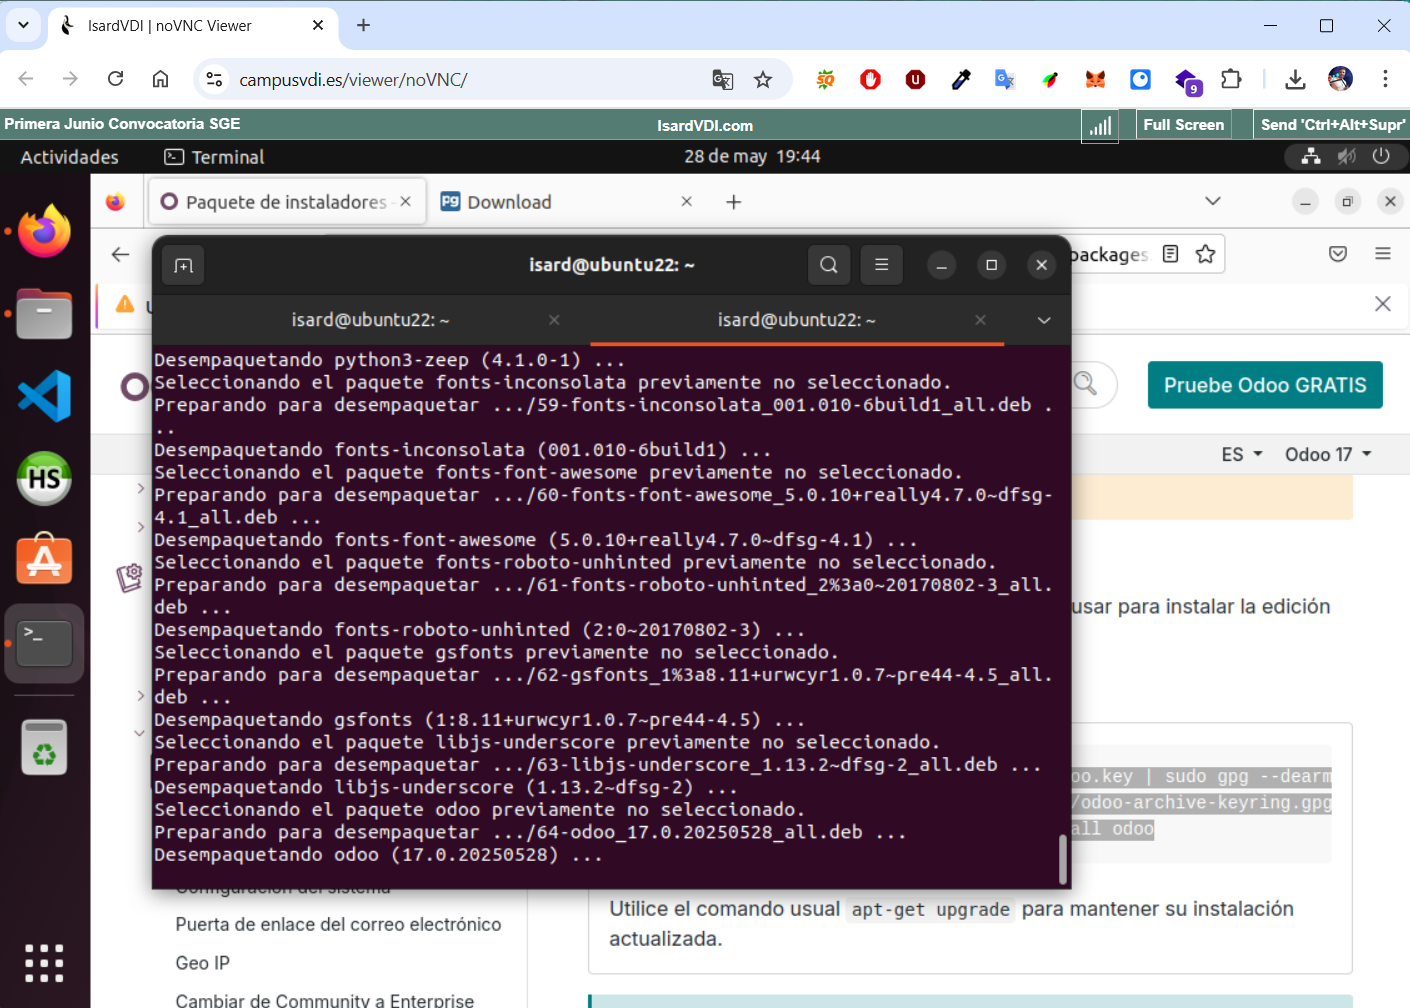 IsardVDI | noVNC Viewer
campusvdi.es/viewer/noVNC/
9
Primera Junio Convocatoria SGE
IsardVDI.com
Full Screen
Send 'Ctrl+Alt+Supr'
Actividades
Terminal
28 de may 19:44
Paquete de instaladores
Download
packages.
isard@ubuntu22: ~
isard@ubuntu22: ~
isard@ubuntu22: ~
Pruebe Odoo GRATIS
ES
Odoo 17
Desempaquetando python3-zeep (4.1.0-1) ...
Seleccionando el paquete fonts-inconsolata previamente no seleccionado.
Preparando para desempaquetar .../59-fonts-inconsolata_001.010-6build1_all.deb .
..
Desempaquetando fonts-inconsolata (001.010-6build1) ...
Seleccionando el paquete fonts-font-awesome previamente no seleccionado.
Preparando para desempaquetar .../60-fonts-font-awesome_5.0.10+really4.7.0~dfsg-
4.1_all.deb ...
Desempaquetando fonts-font-awesome (5.0.10+really4.7.0~dfsg-4.1) ...
Seleccionando el paquete fonts-roboto-unhinted previamente no seleccionado.
Preparando para desempaquetar .../61-fonts-roboto-unhinted_2%3a0~20170802-3_all.
deb ...
Desempaquetando fonts-roboto-unhinted (2:0~20170802-3) ...
Seleccionando el paquete gsfonts previamente no seleccionado.
Preparando para desempaquetar .../62-gsfonts_1%3a8.11+urwcyr1.0.7~pre44-4.5_all.
deb ...
Desempaquetando gsfonts (1:8.11+urwcyr1.0.7~pre44-4.5) ...
Seleccionando el paquete libjs-underscore previamente no seleccionado.
Preparando para desempaquetar .../63-libjs-underscore_1.13.2~dfsg-2_all.deb ...
Desempaquetando libjs-underscore (1.13.2~dfsg-2) ...
Seleccionando el paquete odoo previamente no seleccionado.
Preparando para desempaquetar .../64-odoo_17.0.20250528_all.deb ...
Desempaquetando odoo (17.0.20250528) ...
usar para instalar la edición
oo.key | sudo gpg --dearm
/odoo-archive-keyring.gpg
all odoo
Utilice el comando usual apt-get upgrade para mantener su instalación
actualizada.
Configuración del sistema
Puerta de enlace del correo electrónico
Geo IP
Cambiar de Community a Enterprise
HS